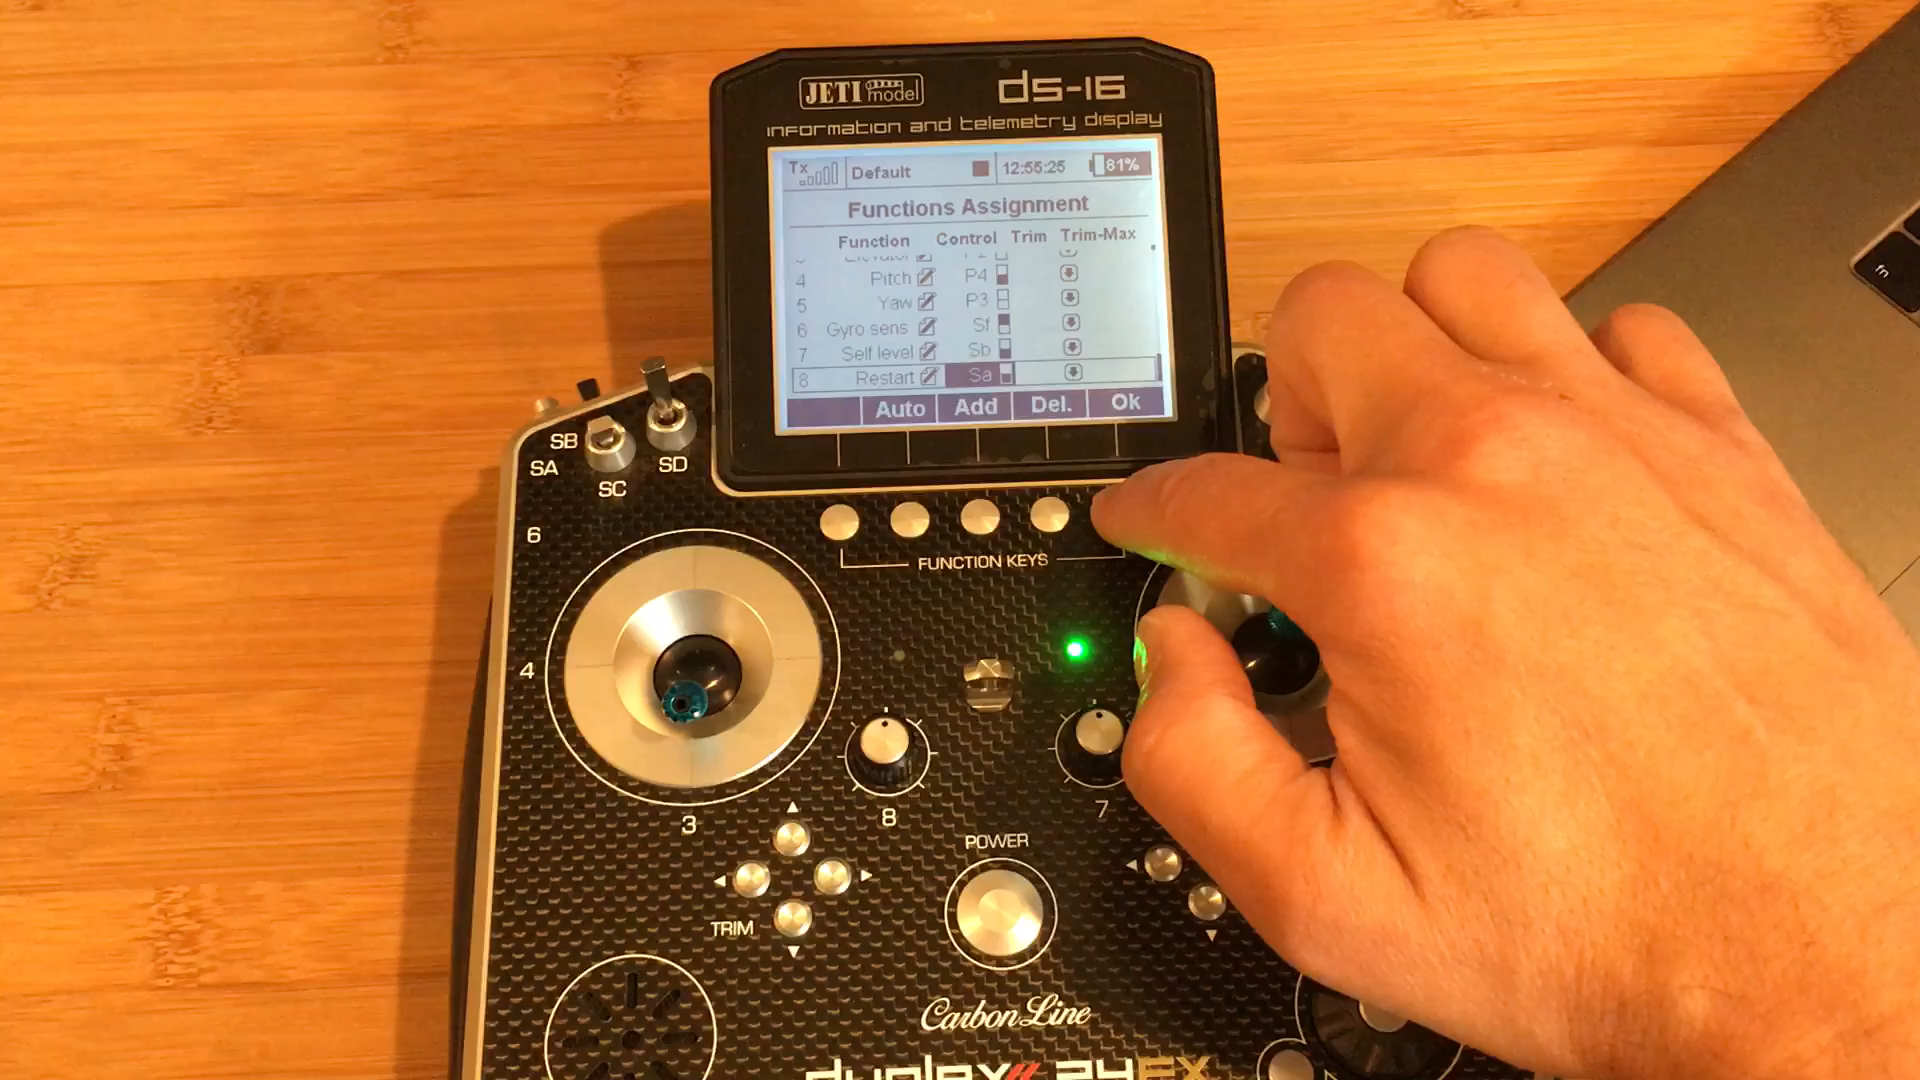 JETI model ds-16
information and telemetry display
Tx Default 12:55:25 81%
Functions Assignment
Function Control Trim Trim-Max
4 Pitch P4
5 Yaw P3
6 Gyro sens Sf
7 Self level Sb
8 Restart Sa
Auto Add Del. Ok
SB
SA
SC
SD
6
FUNCTION KEYS
4
3
8
7
POWER
TRIM
Carbon Line
duplex 24EX
fn